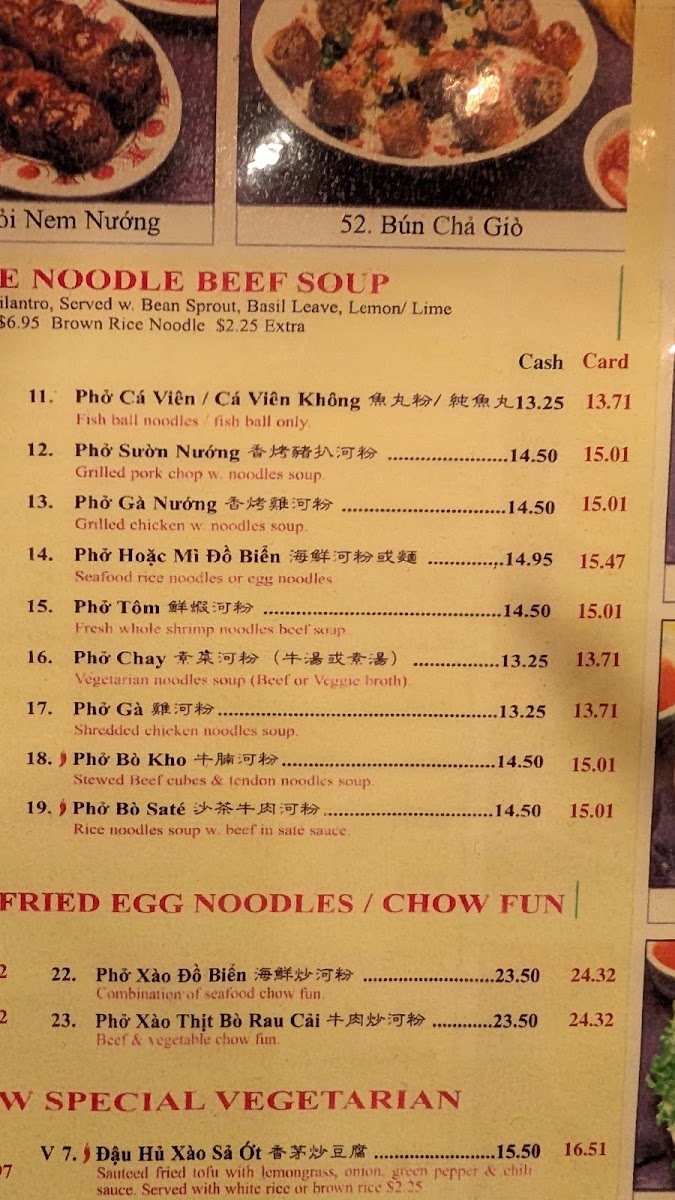 ỏi Nem Nướng
52. Bún Chả Giò
E NOODLE BEEF SOUP
ilantro, Served w. Bean Sprout, Basil Leave, Lemon/ Lime
$6.95 Brown Rice Noodle $2.25 Extra
Cash Card
11. Phở Cá Viên / Cá Viên Không 魚丸粉/ 純魚丸13.25 13.71
Fish ball noodles / fish ball only.
12. Phở Sườn Nướng 香烤豬扒河粉 ......................14.50 15.01
Grilled pork chop w. noodles soup.
13. Phở Gà Nướng 香烤雞河粉 ..............................14.50 15.01
Grilled chicken w. noodles soup.
14. Phở Hoặc Mì Đồ Biển 海鮮河粉或麵 ..............14.95 15.47
Seafood rice noodles or egg noodles
15. Phở Tôm 鮮蝦河粉 ...........................................14.50 15.01
Fresh whole shrimp noodles beef soup.
16. Phở Chay 素菜河粉 (牛湯或素湯) ................13.25 13.71
Vegetarian noodles soup (Beef or Veggie broth).
17. Phở Gà 雞河粉...................................................13.25 13.71
Shredded chicken noodles soup.
18. Phở Bò Kho 牛腩河粉.......................................14.50 15.01
Stewed Beef cubes & tendon noodles soup.
19. Phở Bò Saté 沙茶牛肉河粉...............................14.50 15.01
Rice noodles soup w. beef in sate sauce.
FRIED EGG NOODLES / CHOW FUN
2 22. Phở Xào Đồ Biển 海鮮炒河粉 ........................23.50 24.32
Combination of seafood chow fun.
2 23. Phở Xào Thịt Bò Rau Cải 牛肉炒河粉 ............23.50 24.32
Beef & vegetable chow fun.
W SPECIAL VEGETARIAN
V 7. Đậu Hủ Xào Sả Ớt 香茅炒豆腐 ......................15.50 16.51
97 Sauteed fried tofu with lemongrass, onion, green pepper & chili
sauce. Served with white rice or brown rice $2.25